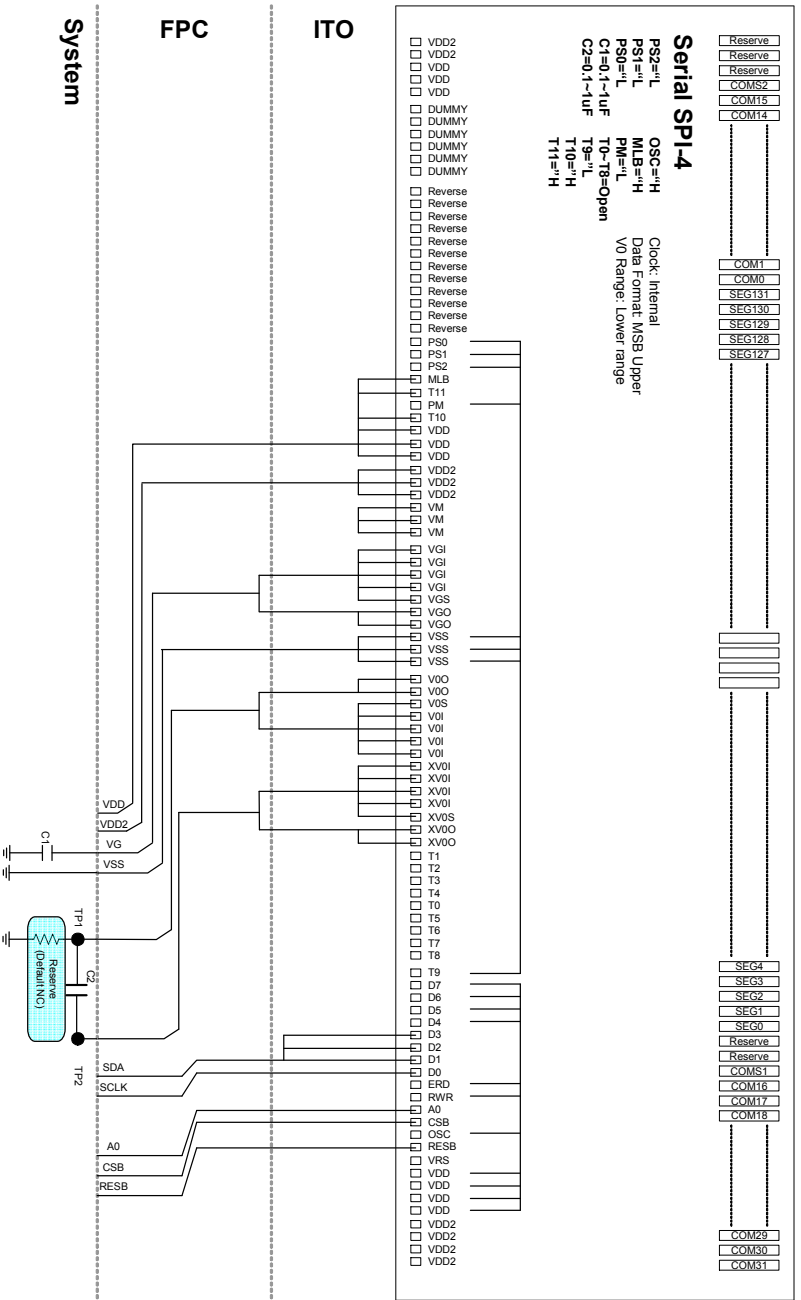 System
FPC
ITO
Serial SPI-4
PS2="L
PS1="L
PS0="L
C1=0.1~1uF
C2=0.1~1uF
OSC="H
MLB="H
PM="L
T0~T8=Open
T9="L
T10="H
T11="H
Clock: Internal
Data Format: MSB Upper
V0 Range: Lower range
Reserve
Reserve
Reserve
COMS2
COM15
COM14
COM1
COM0
SEG131
SEG130
SEG129
SEG128
SEG127
SEG4
SEG3
SEG2
SEG1
SEG0
Reserve
Reserve
COMS1
COM16
COM17
COM18
COM29
COM30
COM31
VDD2
VDD2
VDD
VDD
VDD
DUMMY
DUMMY
DUMMY
DUMMY
DUMMY
DUMMY
Reverse
Reverse
Reverse
Reverse
Reverse
Reverse
Reverse
Reverse
Reverse
Reverse
Reverse
Reverse
PS0
PS1
PS2
MLB
T11
PM
T10
VDD
VDD
VDD
VDD2
VDD2
VDD2
VM
VM
VM
VGI
VGI
VGI
VGI
VGS
VGO
VGO
VSS
VSS
VSS
V0O
V0O
V0S
V0I
V0I
V0I
V0I
XV0I
XV0I
XV0I
XV0I
XV0S
XV0O
XV0O
T1
T2
T3
T4
T0
T5
T6
T7
T8
T9
D7
D6
D5
D4
D3
D2
D1
D0
ERD
RWR
A0
CSB
OSC
RESB
VRS
VDD
VDD
VDD
VDD
VDD2
VDD2
VDD2
VDD2
VDD
VDD2
VG
VSS
C1
TP1
C2
TP2
Reserve
(Default NC)
SDA
SCLK
A0
CSB
RESB